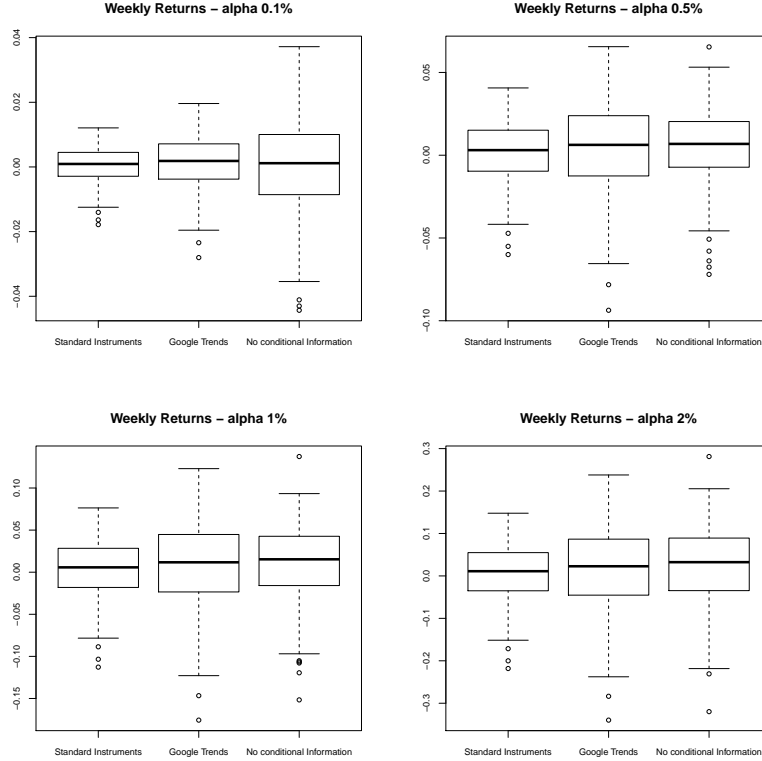 Weekly Returns – alpha 0.1%
0.04
0.02
0.00
−0.02
−0.04
Standard Instruments Google Trends No conditional Information
Weekly Returns – alpha 0.5%
0.05
0.00
−0.05
−0.10
Standard Instruments Google Trends No conditional Information
Weekly Returns – alpha 1%
0.10
0.05
0.00
−0.05
−0.10
−0.15
Standard Instruments Google Trends No conditional Information
Weekly Returns – alpha 2%
0.3
0.2
0.1
0.0
−0.1
−0.2
−0.3
Standard Instruments Google Trends No conditional Information